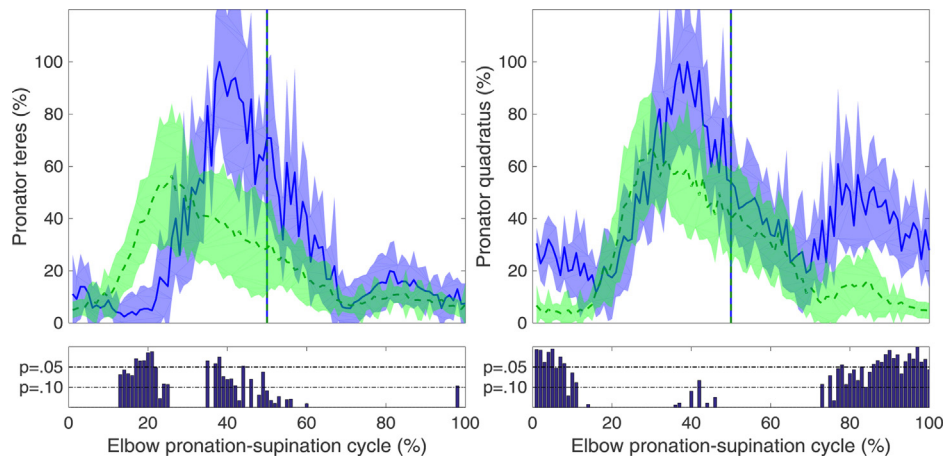 Pronator teres (%)
100
80
60
40
20
0
p=.05
p=.10
0 20 40 60 80 100
Elbow pronation-supination cycle (%)
Pronator quadratus (%)
100
80
60
40
20
0
p=.05
p=.10
0 20 40 60 80 100
Elbow pronation-supination cycle (%)